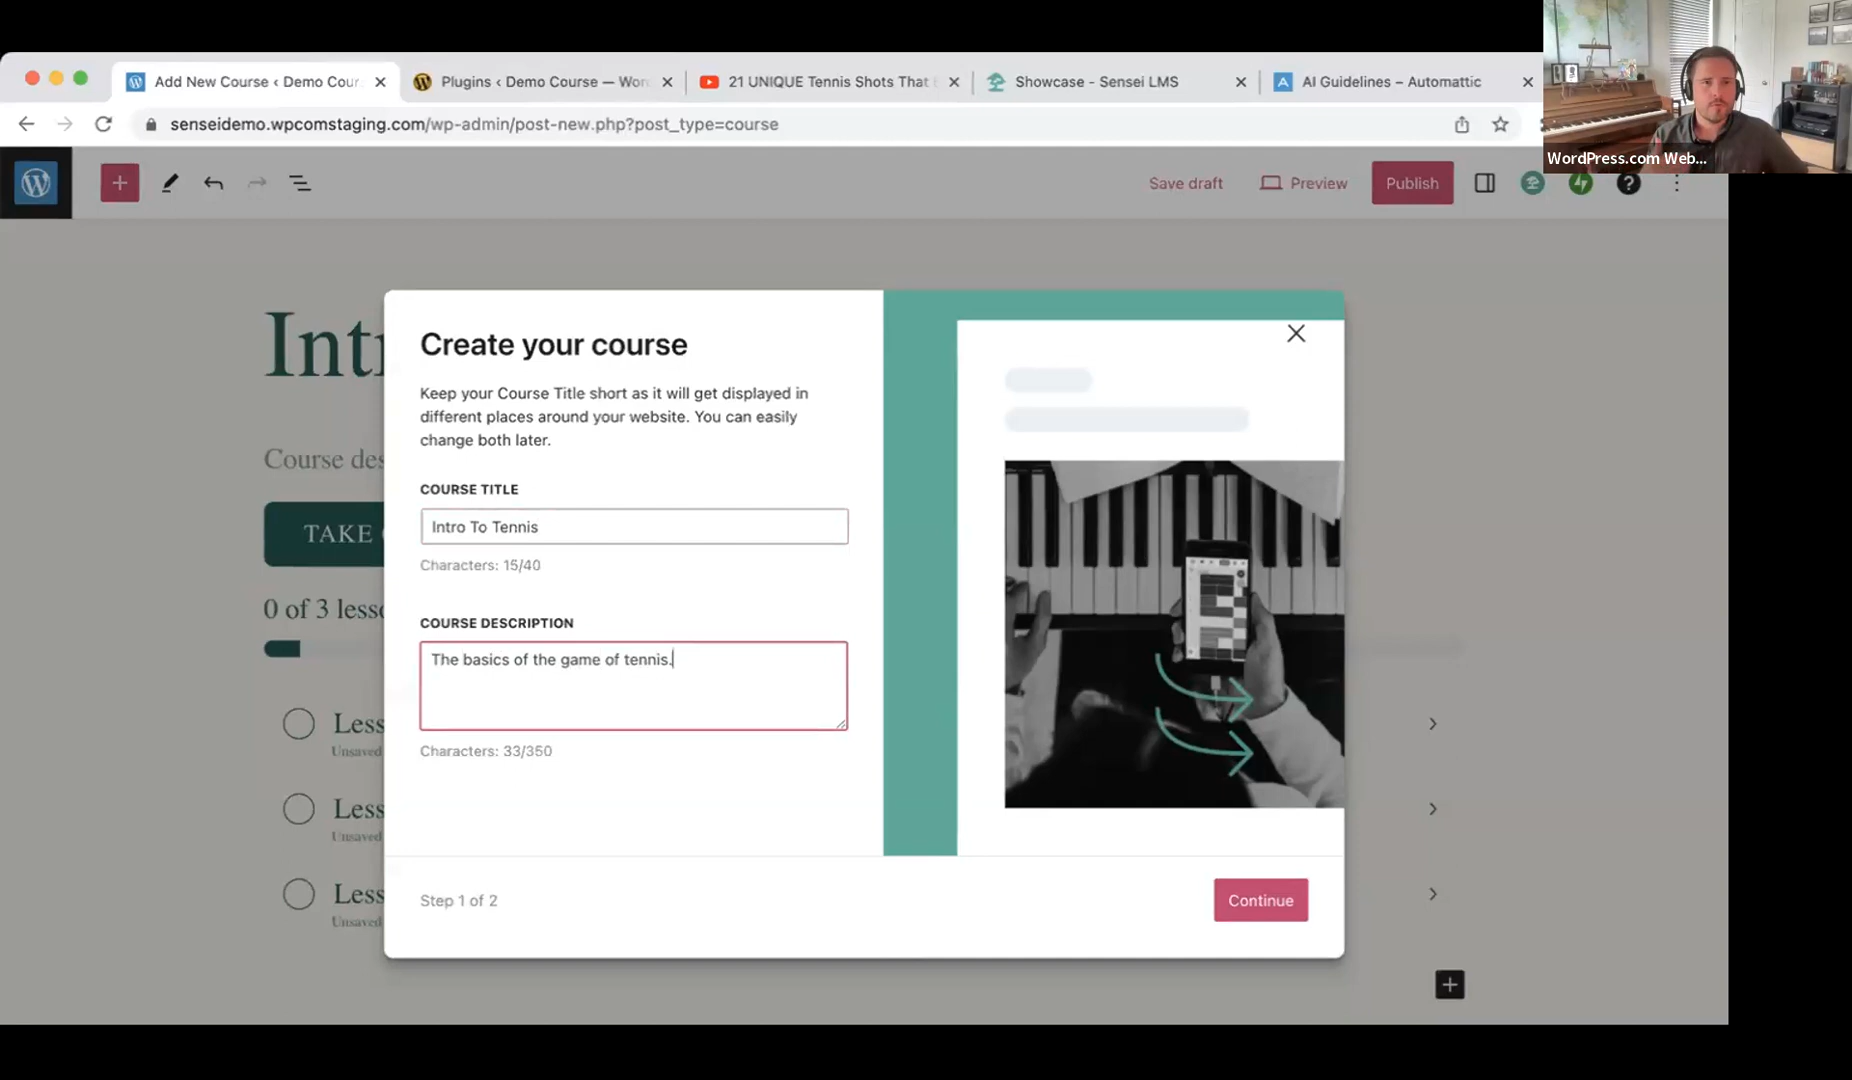 Add New Course ‹ Demo Cour
Plugins ‹ Demo Course — Wor
21 UNIQUE Tennis Shots That
Showcase - Sensei LMS
AI Guidelines – Automattic
senseidemo.wpcomstaging.com/wp-admin/post-new.php?post_type=course
WordPress.com Web...
Save draft
Preview
Publish
Int
Course des
TAKE
0 of 3 lesso
Less
Unsaved
Less
Unsaved
Less
Unsaved
Create your course
Keep your Course Title short as it will get displayed in
different places around your website. You can easily
change both later.
COURSE TITLE
Intro To Tennis
Characters: 15/40
COURSE DESCRIPTION
The basics of the game of tennis.
Characters: 33/350
Step 1 of 2
Continue